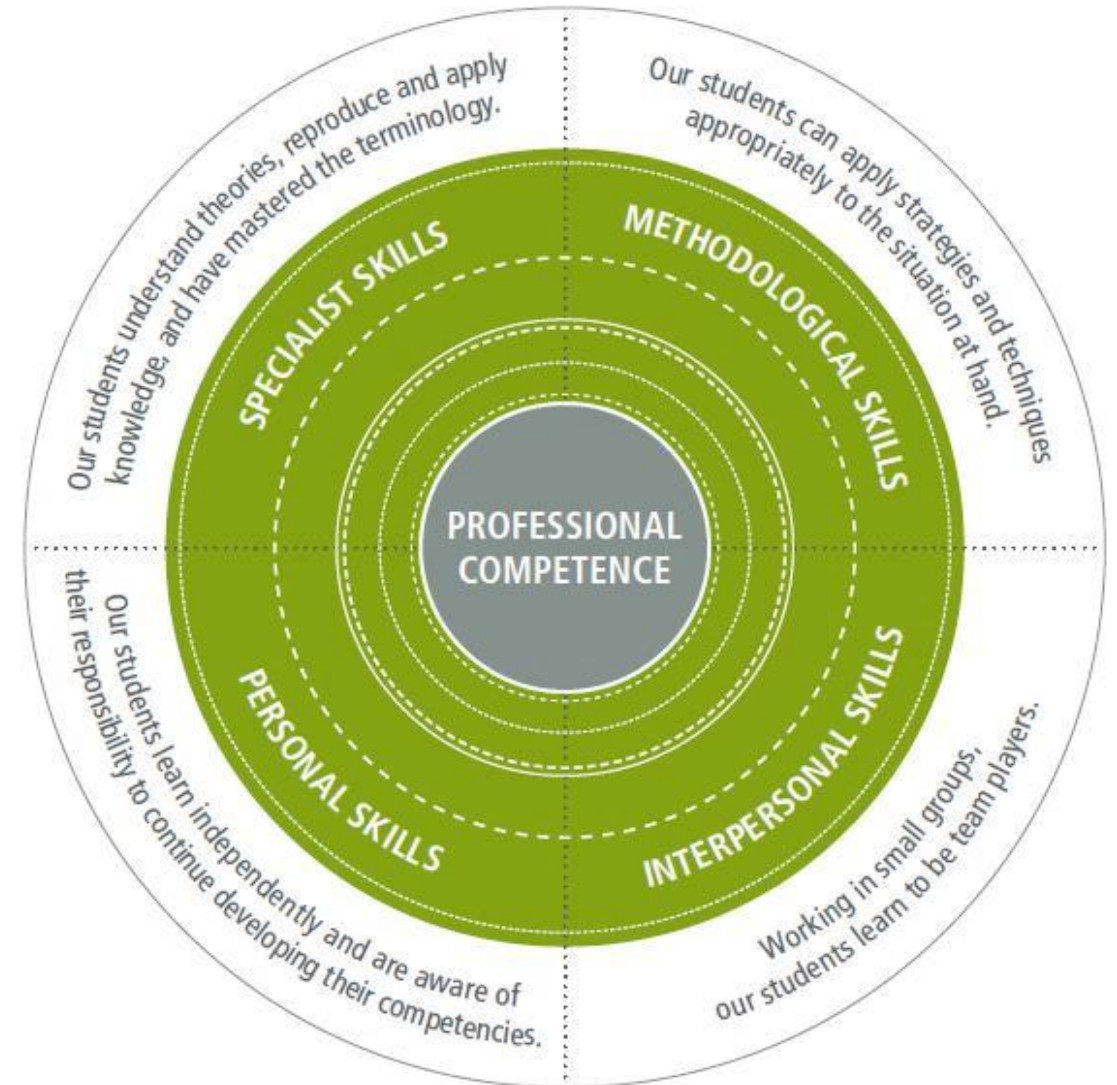 Our students understand theories, reproduce and apply
knowledge, and have mastered the terminology.
SPECIALIST SKILLS
Our students can apply strategies and techniques
appropriately to the situation at hand.
METHODOLOGICAL SKILLS
PROFESSIONAL
COMPETENCE
PERSONAL SKILLS
Our students learn independently and are aware of
their responsibility to continue developing their competencies.
INTERPERSONAL SKILLS
Working in small groups,
our students learn to be team players.